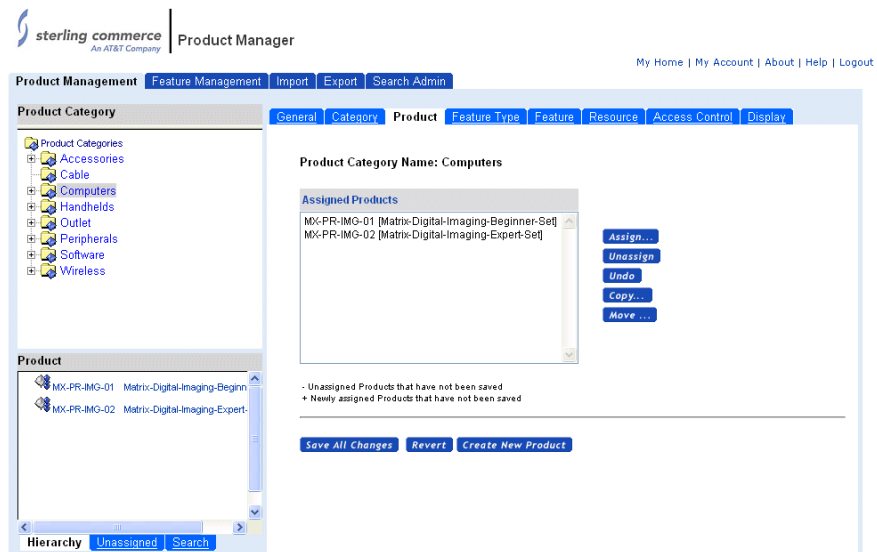 sterling commerce
An AT&T Company
Product Manager
My Home | My Account | About | Help | Logout
Product Management
Feature Management
Import
Export
Search Admin
Product Category
Product Categories
Accessories
Cable
Computers
Handhelds
Outlet
Peripherals
Software
Wireless
Product
MX-PR-IMG-01 Matrix-Digital-Imaging-Beginn
MX-PR-IMG-02 Matrix-Digital-Imaging-Expert-
Hierarchy
Unassigned
Search
General
Category
Product
Feature Type
Feature
Resource
Access Control
Display
Product Category Name: Computers
Assigned Products
MX-PR-IMG-01 [Matrix-Digital-Imaging-Beginner-Set]
MX-PR-IMG-02 [Matrix-Digital-Imaging-Expert-Set]
Assign...
Unassign
Undo
Copy...
Move ...
- Unassigned Products that have not been saved
+ Newly assigned Products that have not been saved
Save All Changes
Revert
Create New Product